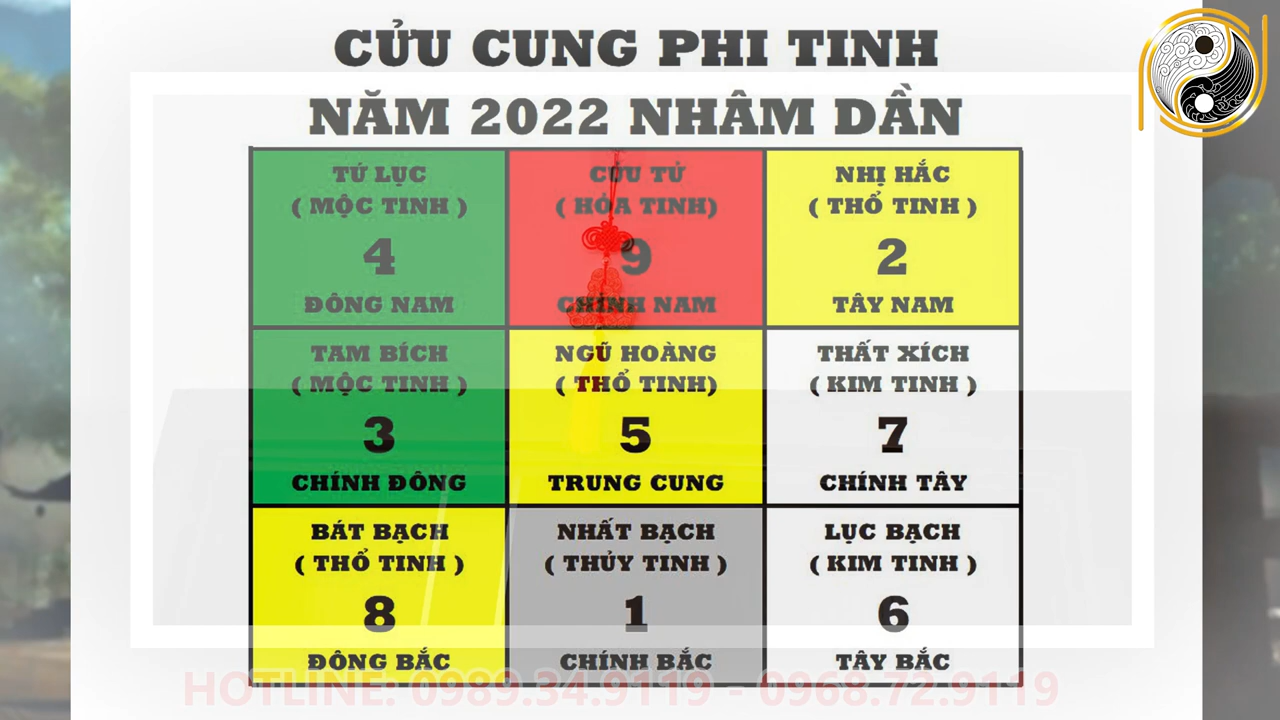 CỬU CUNG PHI TINH
NĂM 2022 NHÂM DẦN
TỨ LỤC
( MỘC TINH )
4
ĐÔNG NAM
CỬU TỬ
( HỎA TINH)
9
CHÍNH NAM
NHỊ HẮC
( THỔ TINH )
2
TÂY NAM
TAM BÍCH
( MỘC TINH )
3
CHÍNH ĐÔNG
NGŨ HOÀNG
( THỔ TINH)
5
TRUNG CUNG
THẤT XÍCH
( KIM TINH )
7
CHÍNH TÂY
BÁT BẠCH
( THỔ TINH )
8
ĐÔNG BẮC
NHẤT BẠCH
( THỦY TINH )
1
CHÍNH BẮC
LỤC BẠCH
( KIM TINH )
6
TÂY BẮC
HOTLINE: 0989.34.9119 - 0968.72.9119